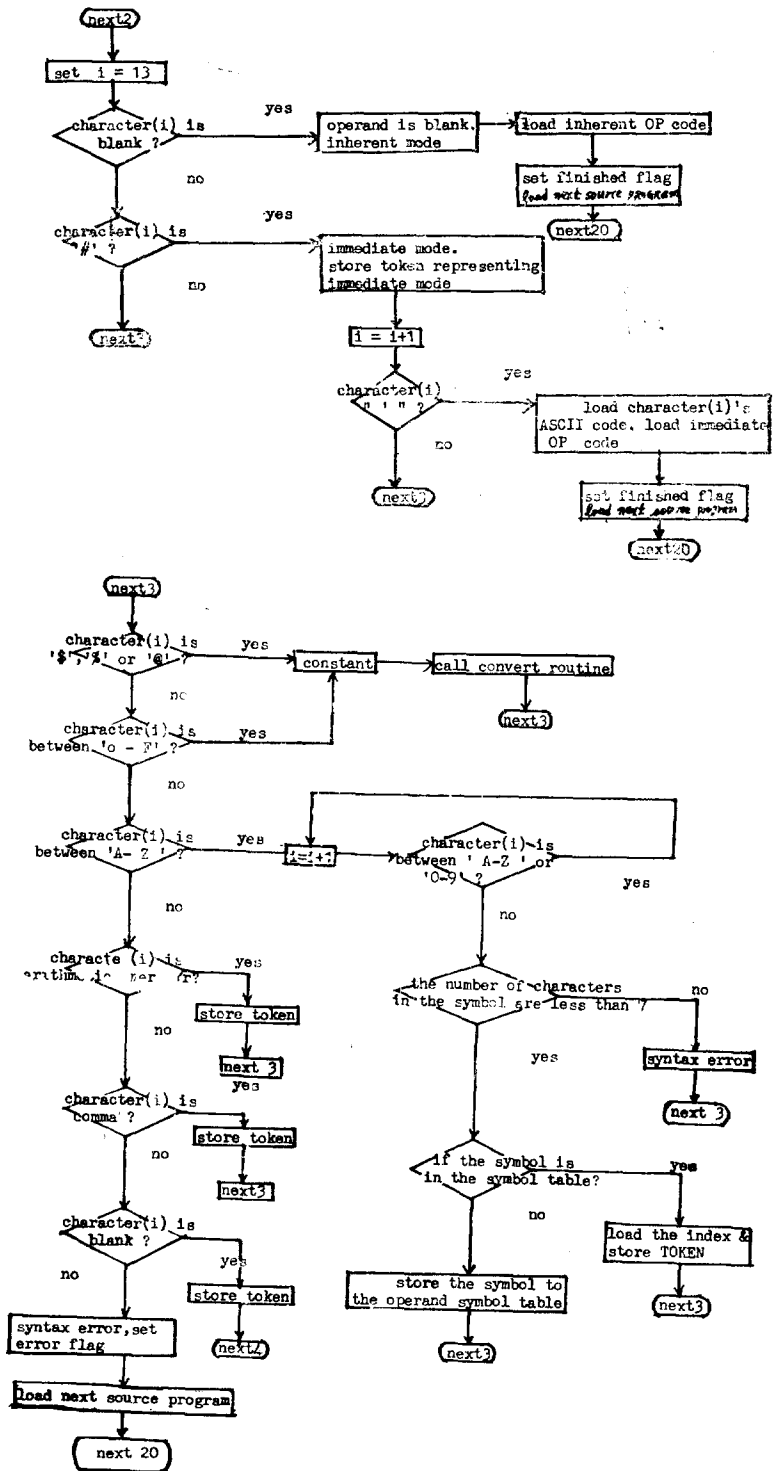 next2
set i = 13
character(i) is
blank ?
yes
operand is blank.
inherent mode
load inherent OP code
no
set finished flag
load next source program
next20
character(i) is
'#' ?
yes
immediate mode.
store token representing
immediate mode
no
next3
i = i+1
character(i)
" ' " ?
yes
load character(i)'s
ASCII code. load immediate
OP code
no
next3
set finished flag
load next source program
next20
next3
character(i) is
'$','%' or '@' ?
yes
constant
call convert routine
next3
no
character(i) is
between 'o - F' ?
yes
no
character(i) is
between 'A- Z ' ?
yes
i=i+1
character(i) is
between ' A-Z ' or
'0-9' ?
yes
no
no
characte (i) is
arithm
yes
store token
next 3
no
the number of characters
in the symbol are less than 7
no
syntax error
next 3
yes
character(i) is
comma ?
yes
store token
next3
no
if the symbol is
in the symbol table?
yes
load the index &
store TOKEN
next3
no
store the symbol to
the operand symbol table
next3
character(i) is
blank ?
yes
store token
next4
no
syntax error,set
error flag
load next source program
next 20